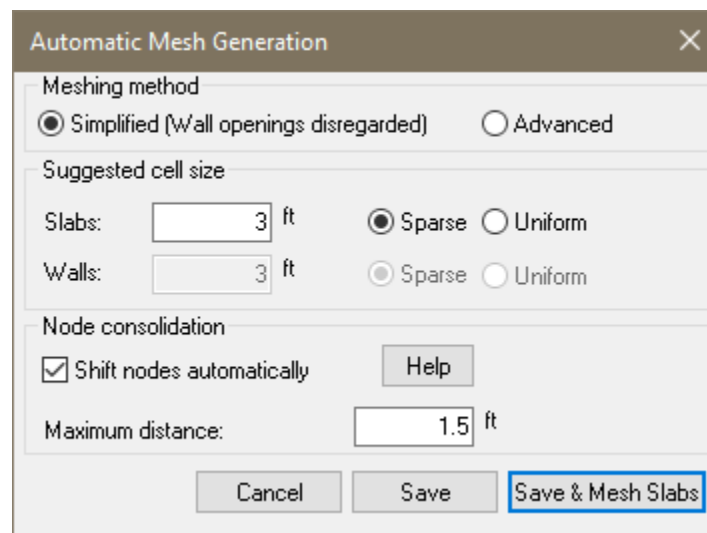 Automatic Mesh Generation
Meshing method
Simplified (Wall openings disregarded) Advanced
Suggested cell size
Slabs: 3 ft Sparse Uniform
Walls: 3 ft Sparse Uniform
Node consolidation
Shift nodes automatically Help
Maximum distance: 1.5 ft
Cancel Save Save & Mesh Slabs